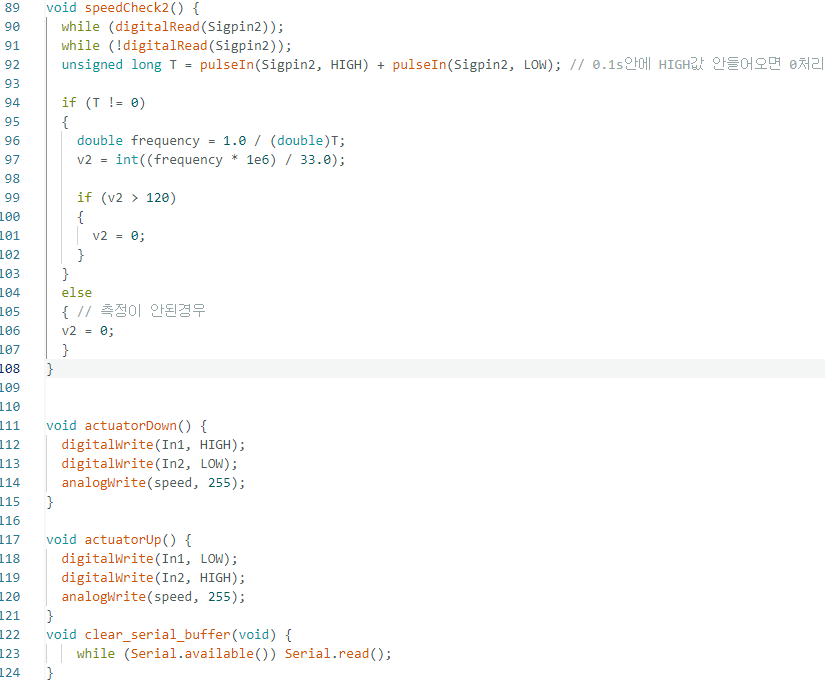 89 void speedCheck2() {
90 while (digitalRead(Sigpin2));
91 while (!digitalRead(Sigpin2));
92 unsigned long T = pulseIn(Sigpin2, HIGH) + pulseIn(Sigpin2, LOW); // 0.1s안에 HIGH값 안들어오면 0처리
93
94 if (T != 0)
95 {
96 double frequency = 1.0 / (double)T;
97 v2 = int((frequency * 1e6) / 33.0);
98
99 if (v2 > 120)
100 {
101 v2 = 0;
102 }
103 }
104 else
105 { // 측정이 안된경우
106 v2 = 0;
107 }
108 }
109
110
111 void actuatorDown() {
112 digitalWrite(In1, HIGH);
113 digitalWrite(In2, LOW);
114 analogWrite(speed, 255);
115 }
116
117 void actuatorUp() {
118 digitalWrite(In1, LOW);
119 digitalWrite(In2, HIGH);
120 analogWrite(speed, 255);
121 }
122 void clear_serial_buffer(void) {
123 while (Serial.available()) Serial.read();
124 }